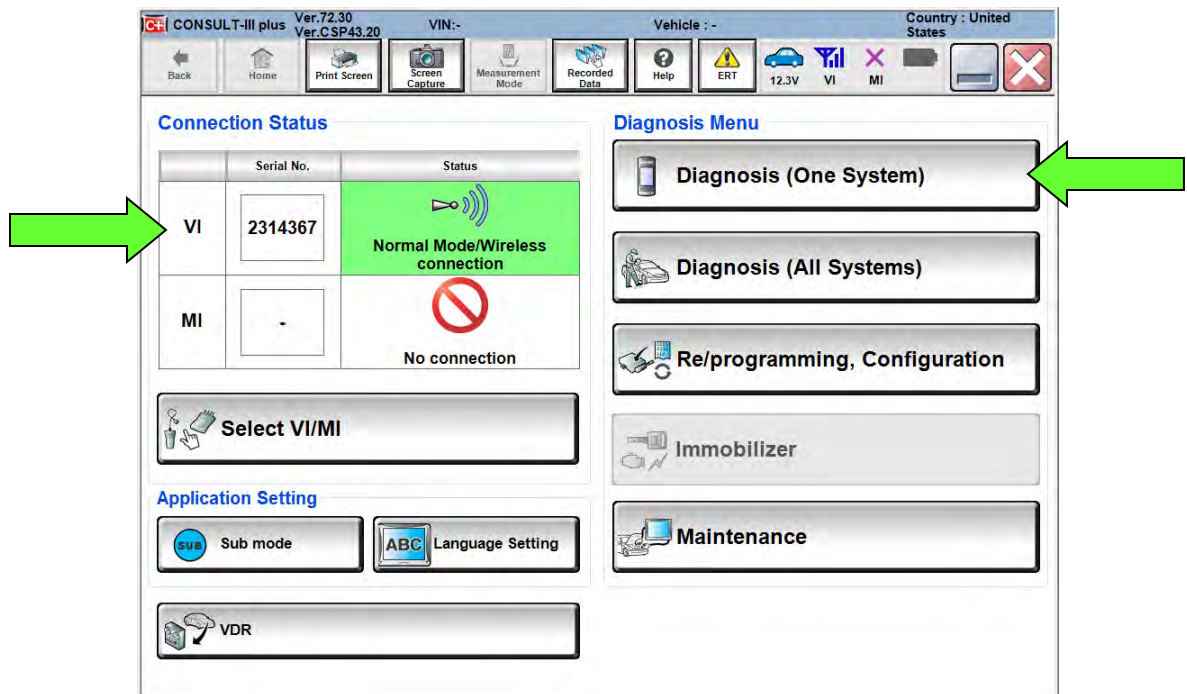 C+ CONSULT-III plus Ver.72.30 VIN:- Vehicle : - Country : United
Ver.CSP43.20 States
Back Home Print Screen Screen Capture Measurement Mode Recorded Data Help ERT 12.3V VI MI
Connection Status
Serial No. Status
VI 2314367 Normal Mode/Wireless
connection
MI - No connection
Select VI/MI
Application Setting
SUB Sub mode ABC Language Setting
VDR
Diagnosis Menu
Diagnosis (One System)
Diagnosis (All Systems)
Re/programming, Configuration
Immobilizer
Maintenance